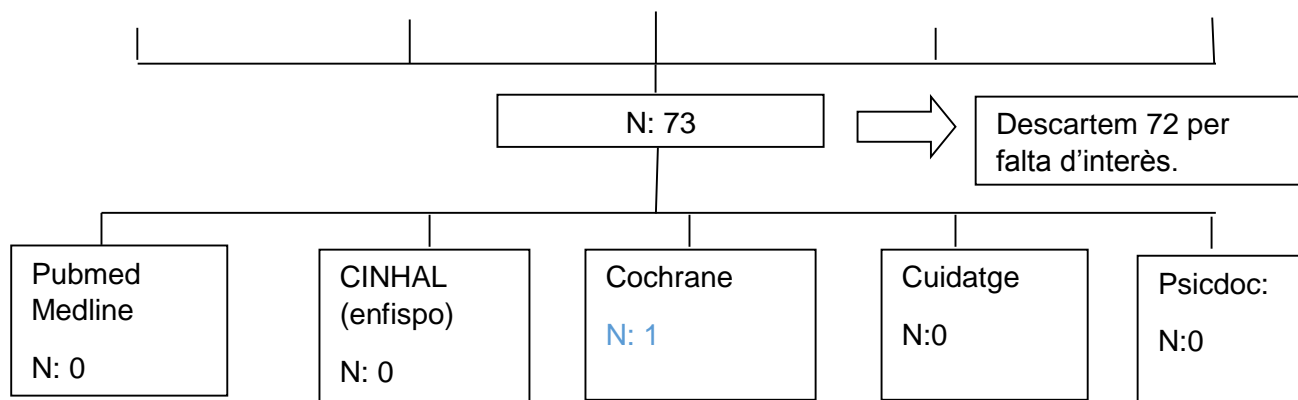 N: 73
Descartem 72 per
falta d’interès.
Pubmed
Medline
N: 0
CINHAL
(enfispo)
N: 0
Cochrane
N: 1
Cuidatge
N:0
Psicdoc:
N:0